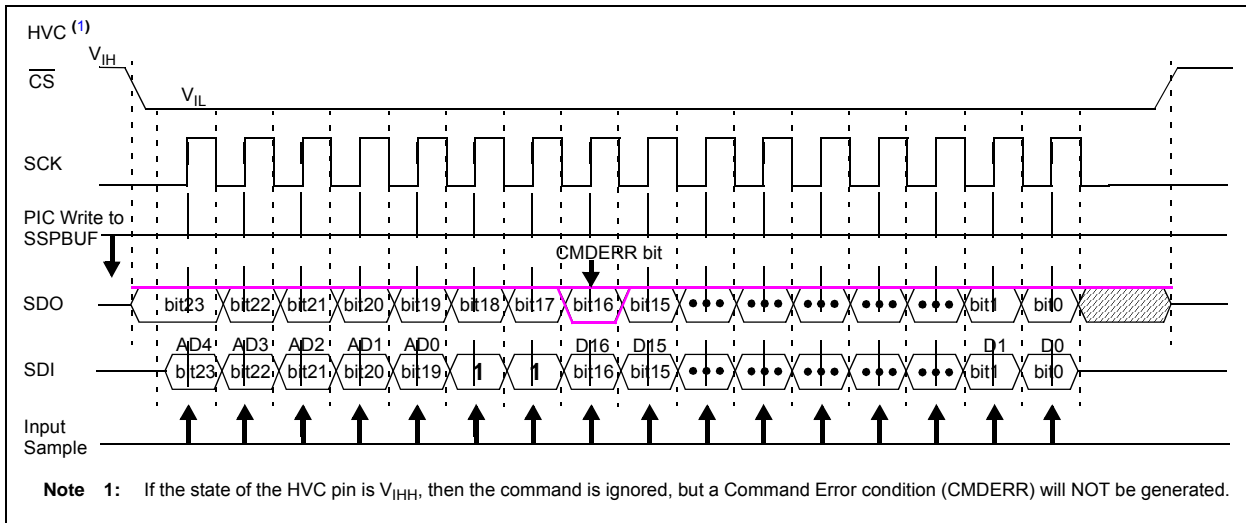 HVC (1)
VIH
CS
VIL
SCK
PIC Write to
SSPBUF
CMDERR bit
SDO bit23 bit22 bit21 bit20 bit19 bit18 bit17 bit16 bit15 ••• ••• ••• ••• ••• bit1 bit0
AD4 AD3 AD2 AD1 AD0 D16 D15 D1 D0
SDI bit23 bit22 bit21 bit20 bit19 1 1 bit16 bit15 ••• ••• ••• ••• ••• bit1 bit0
Input
Sample
Note 1: If the state of the HVC pin is VIHH, then the command is ignored, but a Command Error condition (CMDERR) will NOT be generated.